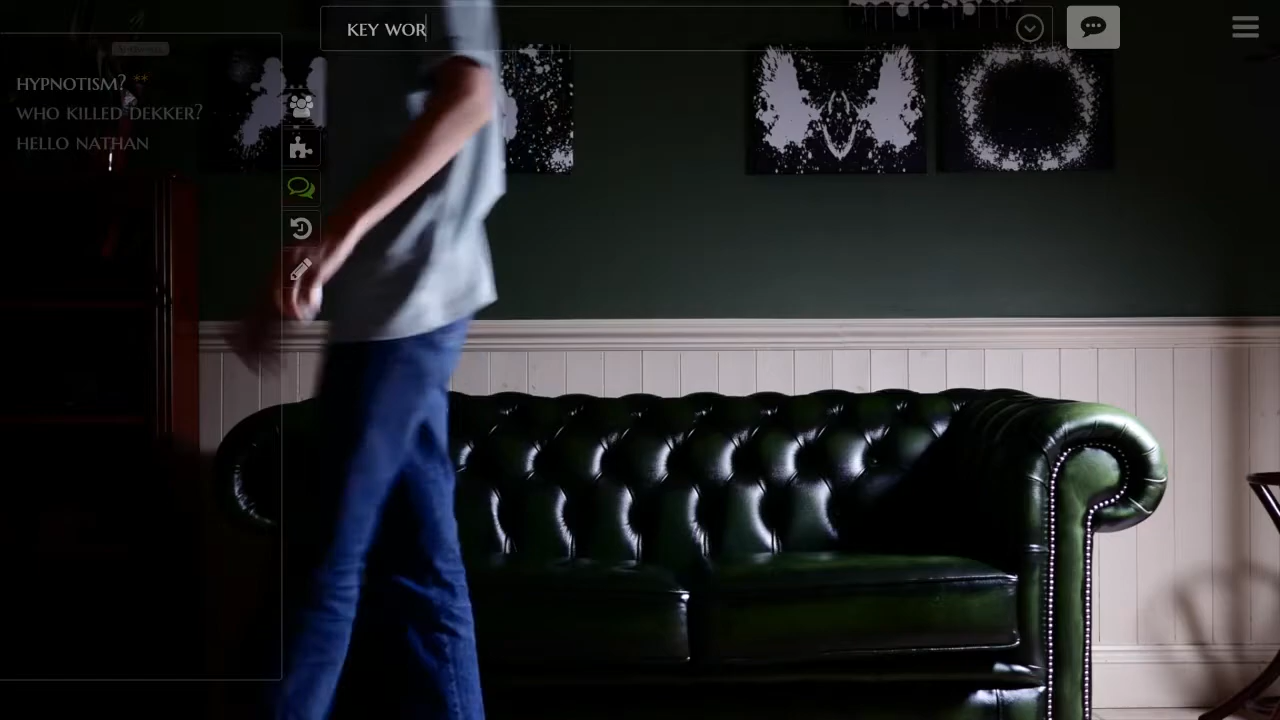 KEY WOR
HYPNOTISM? **
WHO KILLED DEKKER?
HELLO NATHAN